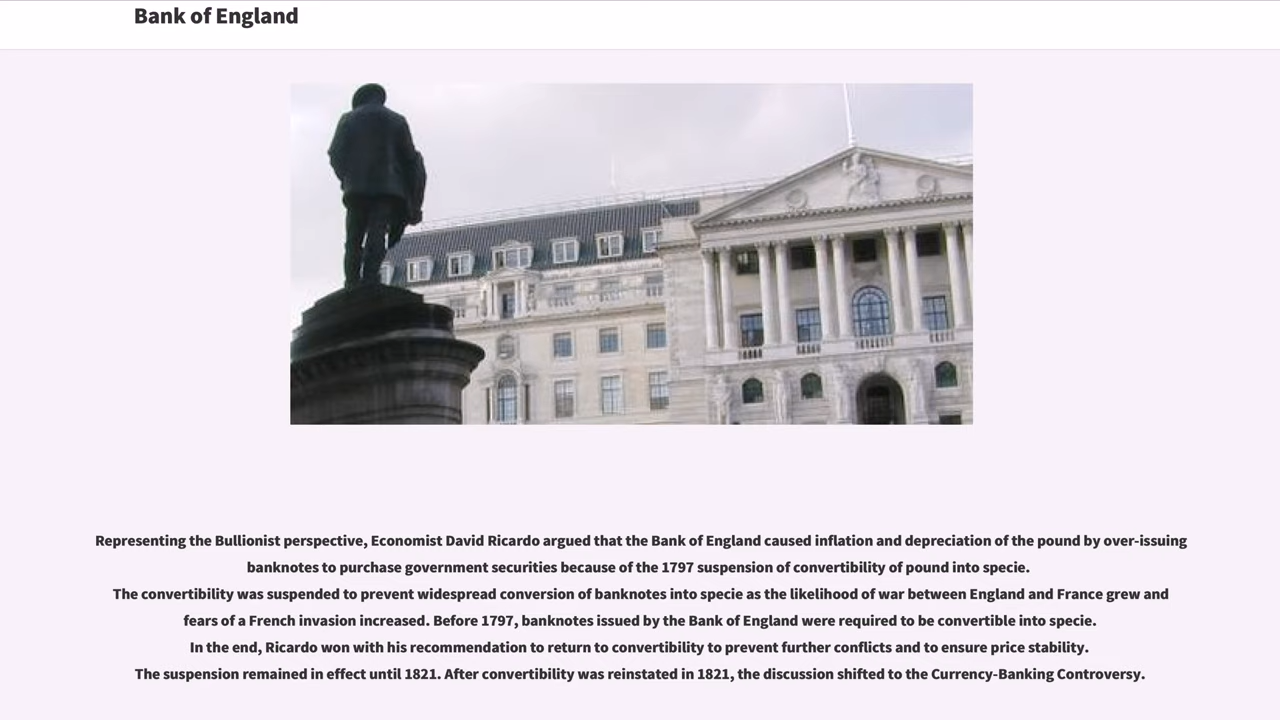 Bank of England
Representing the Bullionist perspective, Economist David Ricardo argued that the Bank of England caused inflation and depreciation of the pound by over-issuing
banknotes to purchase government securities because of the 1797 suspension of convertibility of pound into specie.
The convertibility was suspended to prevent widespread conversion of banknotes into specie as the likelihood of war between England and France grew and
fears of a French invasion increased. Before 1797, banknotes issued by the Bank of England were required to be convertible into specie.
In the end, Ricardo won with his recommendation to return to convertibility to prevent further conflicts and to ensure price stability.
The suspension remained in effect until 1821. After convertibility was reinstated in 1821, the discussion shifted to the Currency-Banking Controversy.